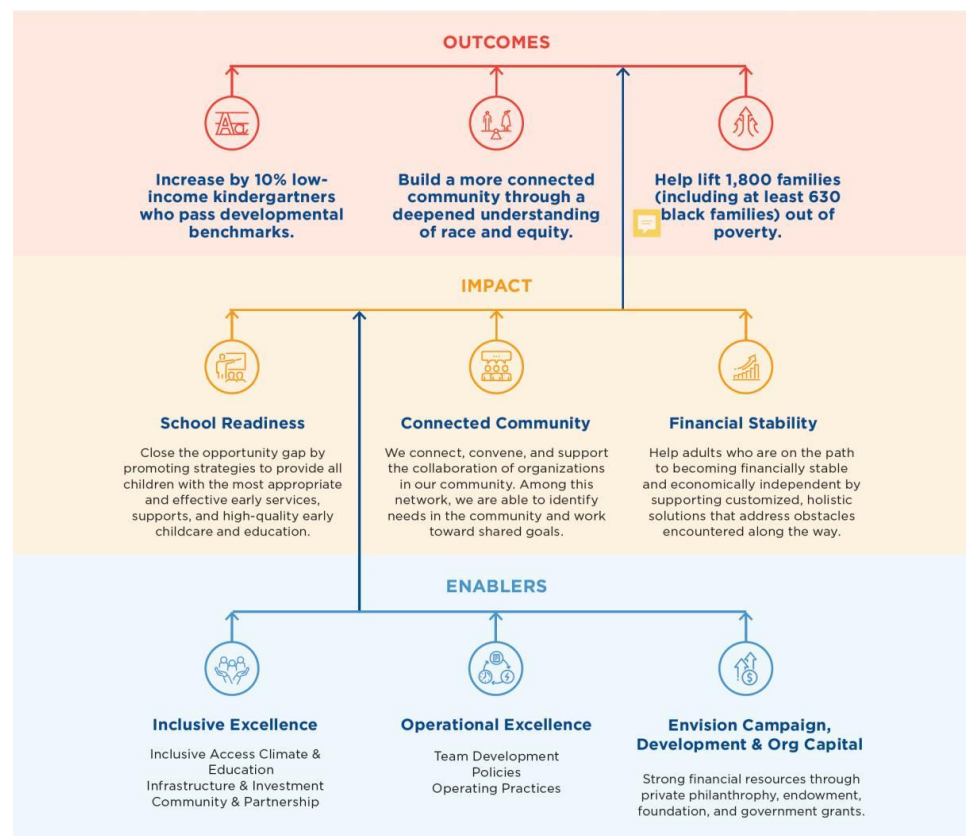 OUTCOMES
Aa
Increase by 10% low-
income kindergartners
who pass developmental
benchmarks.
Build a more connected
community through a
deepened understanding
of race and equity.
Help lift 1,800 families
(including at least 630
black families) out of
poverty.
IMPACT
School Readiness
Close the opportunity gap by
promoting strategies to provide all
children with the most appropriate
and effective early services,
supports, and high-quality early
childcare and education.
Connected Community
We connect, convene, and support
the collaboration of organizations
in our community. Among this
network, we are able to identify
needs in the community and work
toward shared goals.
Financial Stability
Help adults who are on the path
to becoming financially stable
and economically independent by
supporting customized, holistic
solutions that address obstacles
encountered along the way.
ENABLERS
$
Inclusive Excellence
Inclusive Access Climate &
Education
Infrastructure & Investment
Community & Partnership
Operational Excellence
Team Development
Policies
Operating Practices
Envision Campaign,
Development & Org Capital
Strong financial resources through
private philanthropy, endowment,
foundation, and government grants.